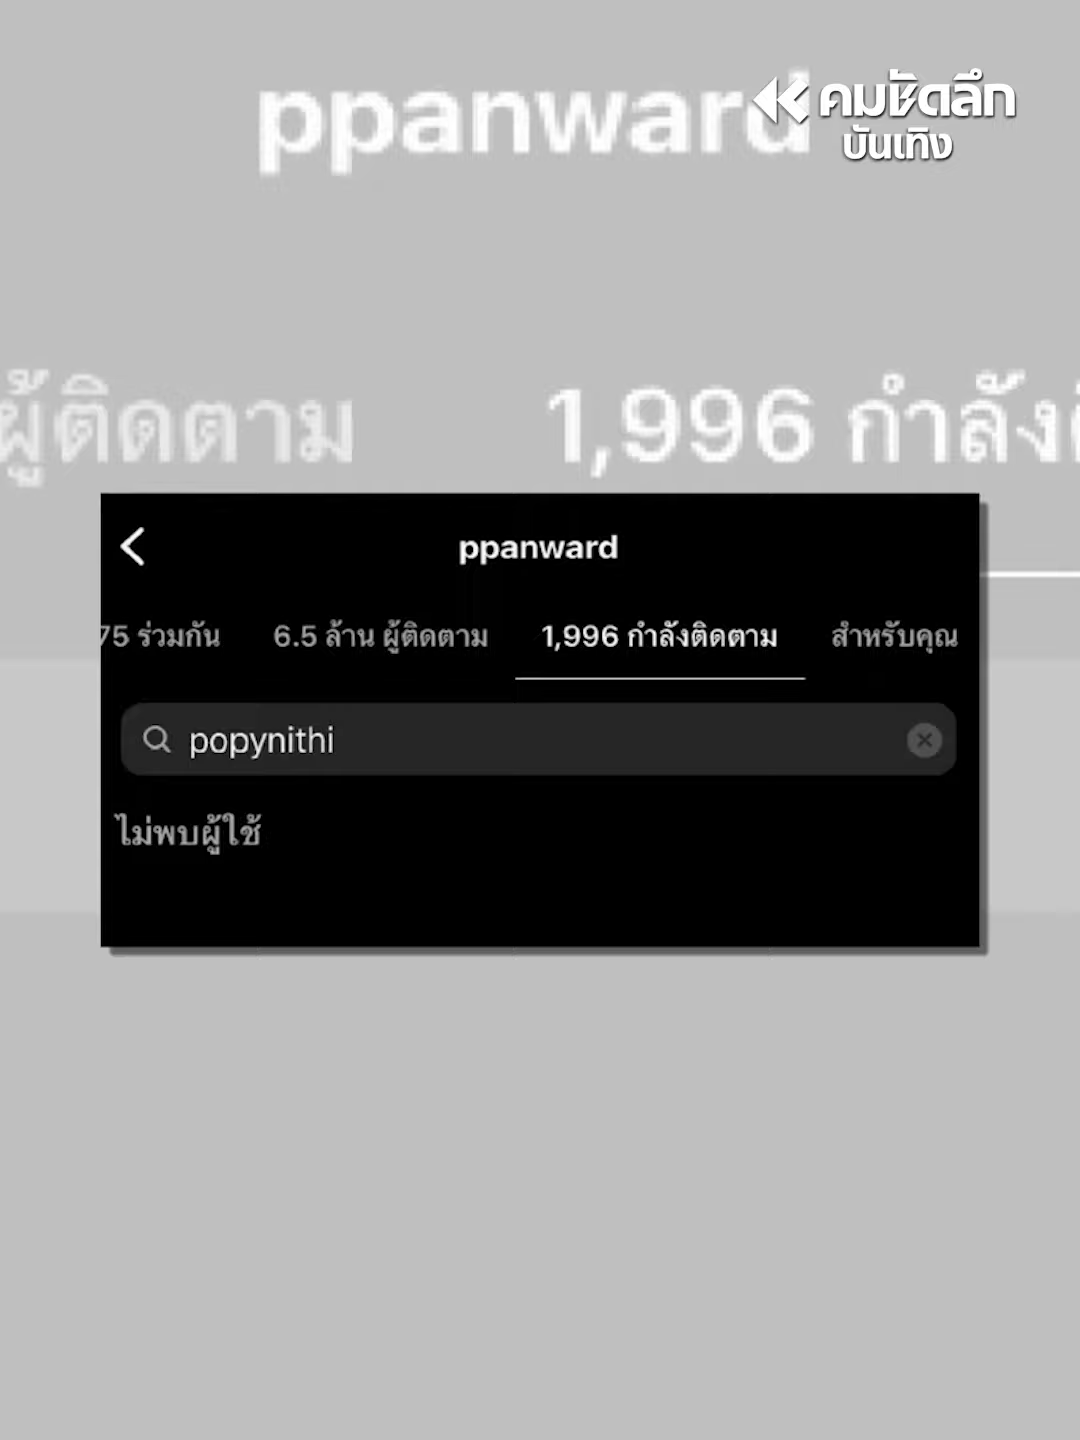 ppanward
คมชัดลึก
บันเทิง
ผู้ติดตาม 1,996 กำลัง
ppanward
75 ร่วมกัน 6.5 ล้าน ผู้ติดตาม 1,996 กำลังติดตาม สำหรับคุณ
popynithi
ไม่พบผู้ใช้